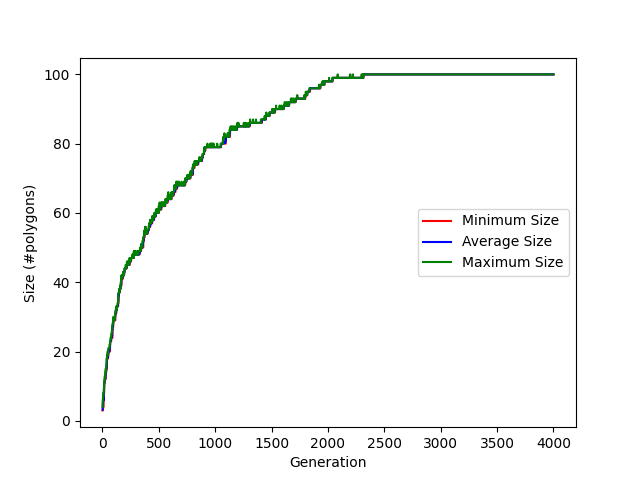 100
80
60
40
20
0
Size (#polygons)
Minimum Size
Average Size
Maximum Size
0 500 1000 1500 2000 2500 3000 3500 4000
Generation